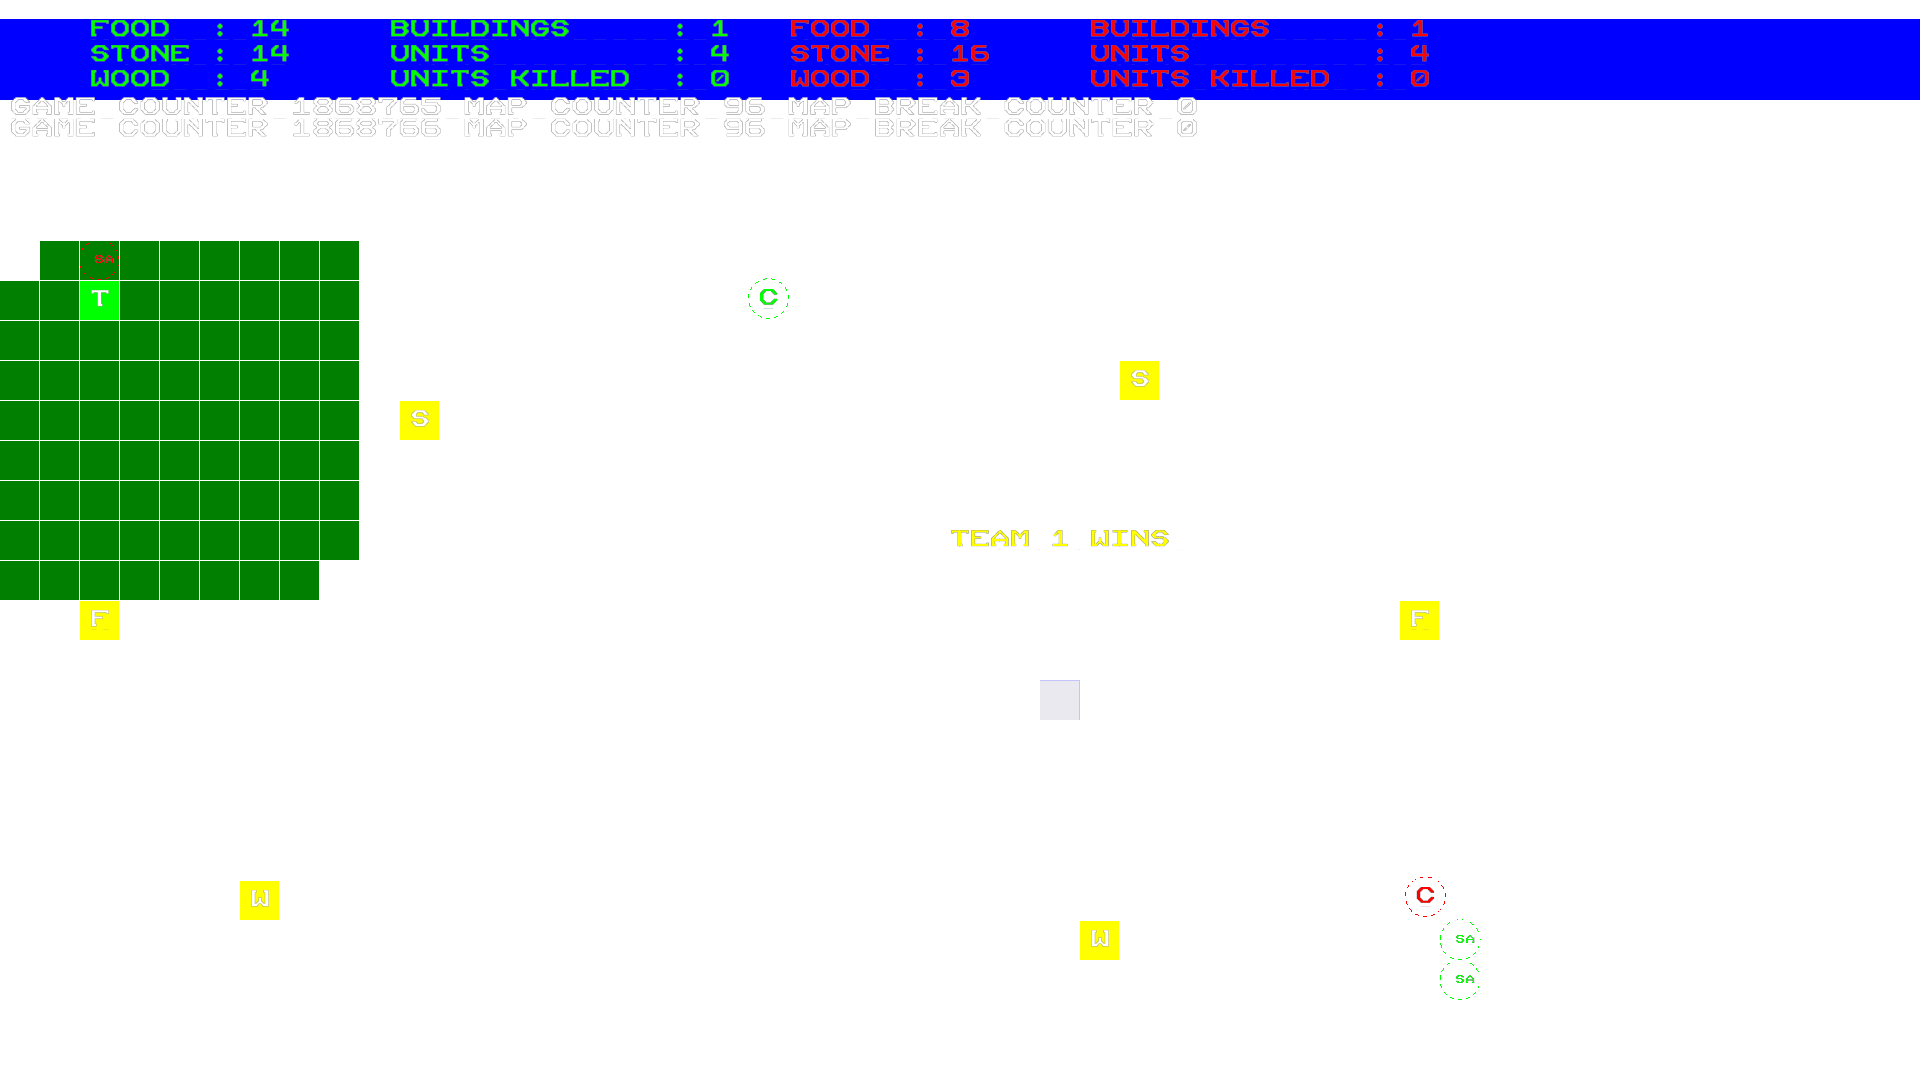 FOOD : 14 BUILDINGS : 1 FOOD : 8 BUILDINGS : 1
STONE : 14 UNITS : 4 STONE : 16 UNITS : 4
WOOD : 4 UNITS KILLED : 0 WOOD : 3 UNITS KILLED : 0
GAME COUNTER 1868765 MAP COUNTER 96 MAP BREAK COUNTER 0
GAME COUNTER 1868766 MAP COUNTER 96 MAP BREAK COUNTER 0
SA
T
C
S
S
TEAM 1 WINS
F
F
W
C
W
SA
SA